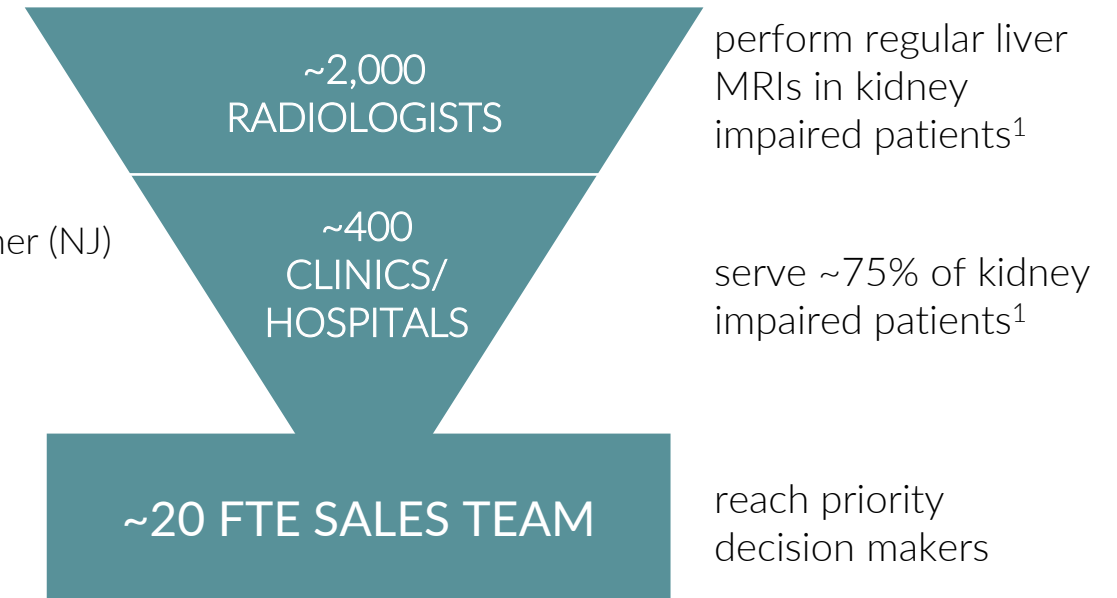 ~2,000
RADIOLOGISTS
perform regular liver
MRIs in kidney
impaired patients¹
(NJ)
~400
CLINICS/
HOSPITALS
serve ~75% of kidney
impaired patients¹
~20 FTE SALES TEAM
reach priority
decision makers